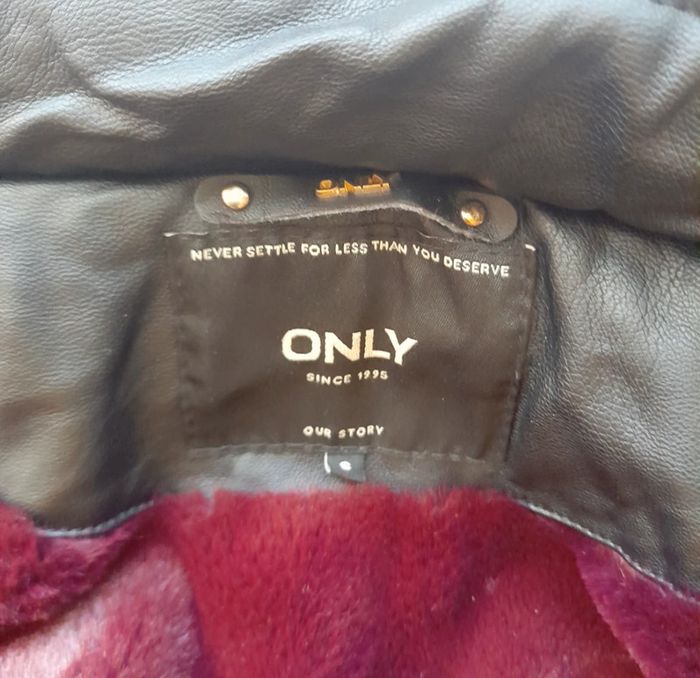 NEVER SETTLE FOR LESS THAN YOU DESERVE
ONLY
SINCE 1995
OUR STORY